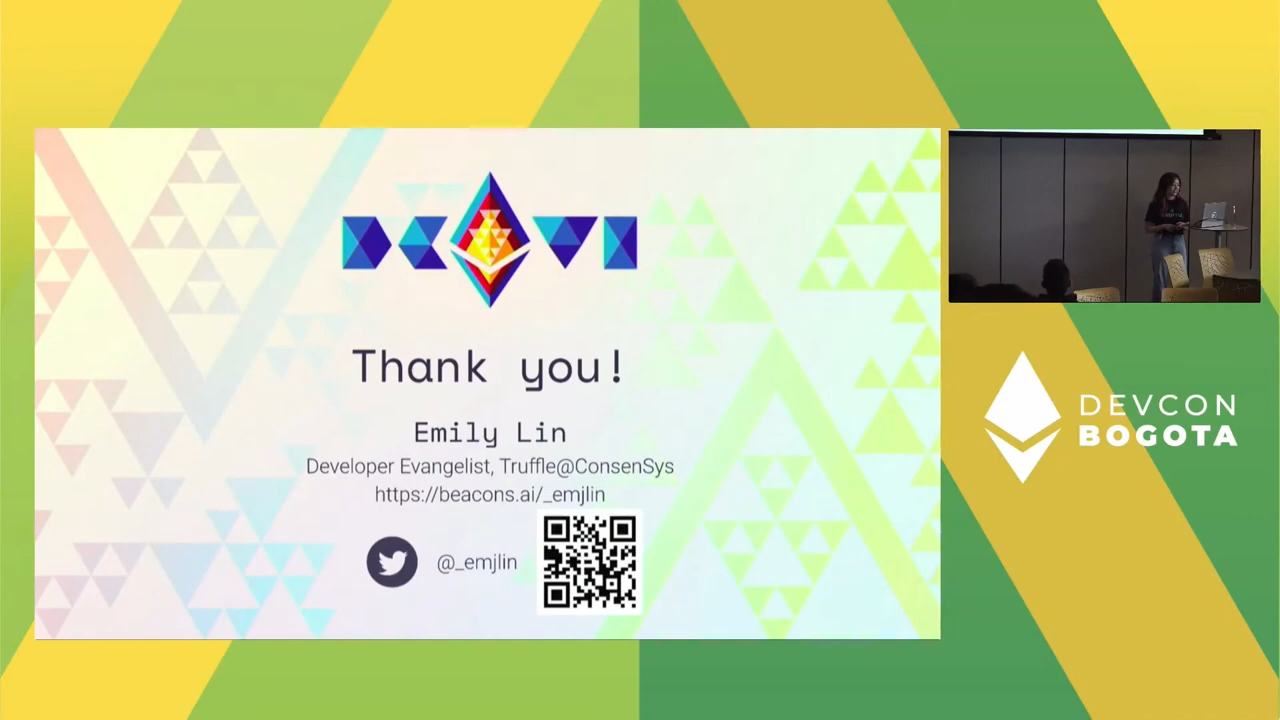 Thank you!
Emily Lin
Developer Evangelist, Truffle@ConsenSys
https://beacons.ai/_emjlin
@_emjlin
DEVCON
BOGOTA